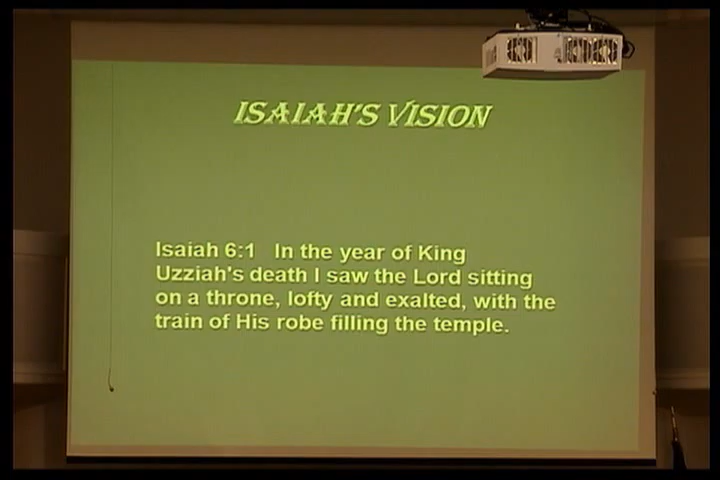 ISAIAH'S VISION
Isaiah 6:1 In the year of King
Uzziah's death I saw the Lord sitting
on a throne, lofty and exalted, with the
train of His robe filling the temple.